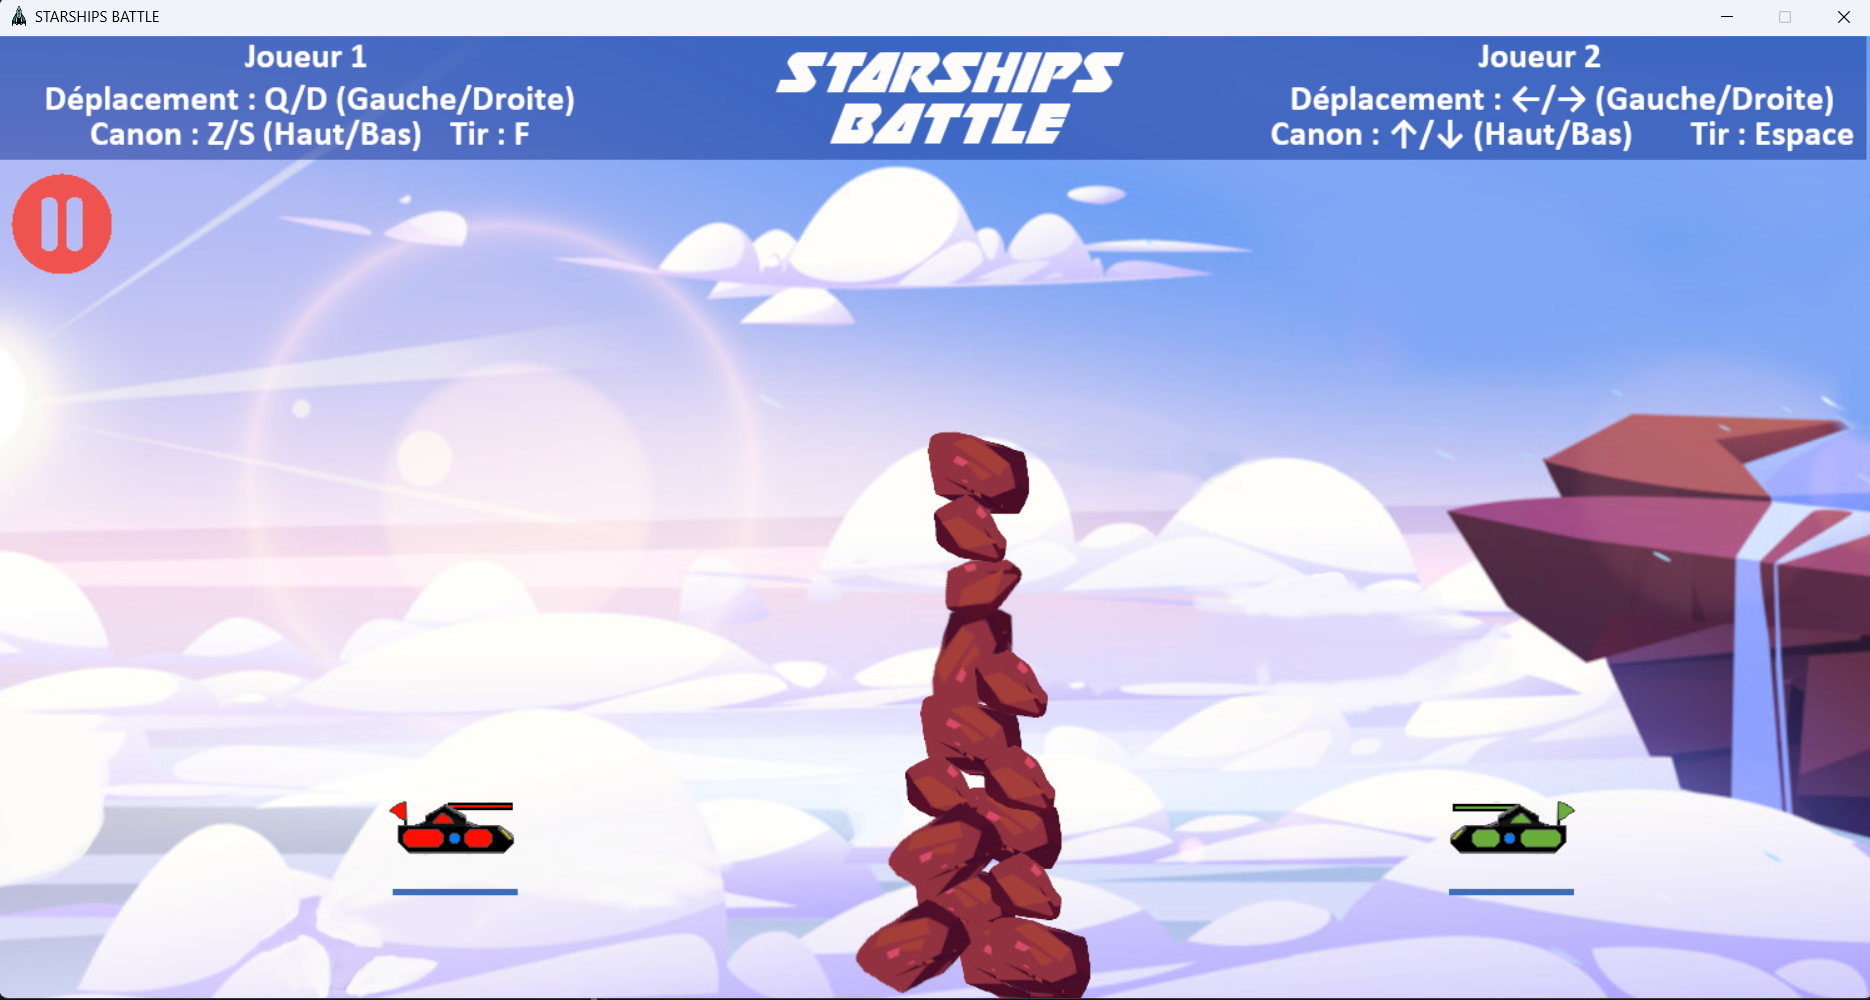 STARSHIPS BATTLE
Joueur 1
Déplacement : Q/D (Gauche/Droite)
Canon : Z/S (Haut/Bas) Tir : F
STARSHIPS
BATTLE
Joueur 2
Déplacement : ←/→ (Gauche/Droite)
Canon : ↑/↓ (Haut/Bas) Tir : Espace